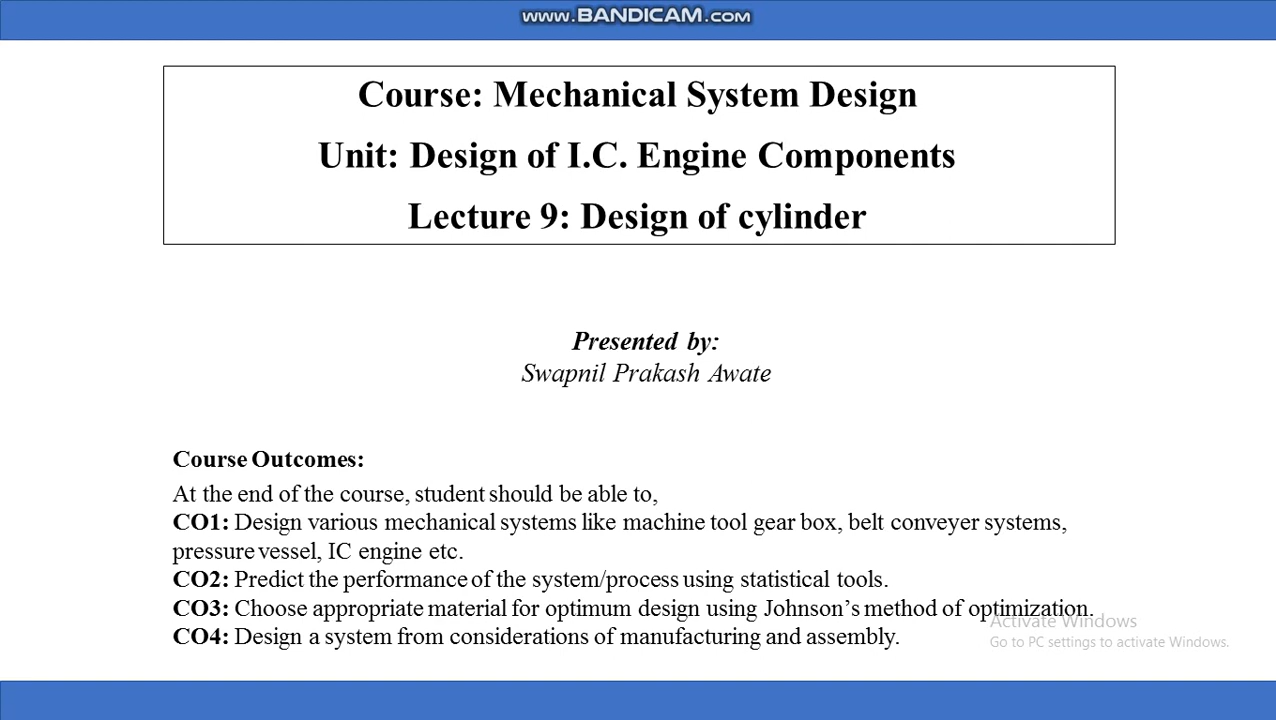 www.BANDICAM.com
Course: Mechanical System Design
Unit: Design of I.C. Engine Components
Lecture 9: Design of cylinder
Presented by:
Swapnil Prakash Awate
Course Outcomes:
At the end of the course, student should be able to,
CO1: Design various mechanical systems like machine tool gear box, belt conveyer systems,
pressure vessel, IC engine etc.
CO2: Predict the performance of the system/process using statistical tools.
CO3: Choose appropriate material for optimum design using Johnson’s method of optimization.
CO4: Design a system from considerations of manufacturing and assembly.
Activate Windows
Go to PC settings to activate Windows.